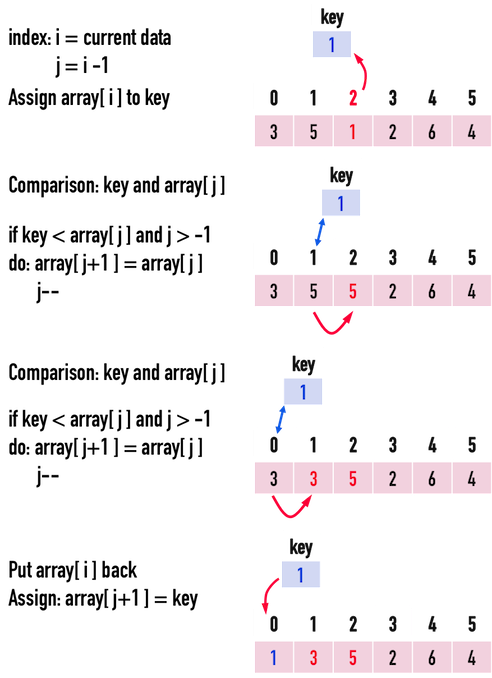 key
index: i = current data
1
j = i -1
Assign array[ i ] to key
0 1 2 3 4 5
3 5 1 2 6 4
Comparison: key and array[ j ]
key
1
if key < array[ j ] and j > -1
do: array[ j+1 ] = array[ j ]
0 1 2 3 4 5
j--
3 5 5 2 6 4
key
Comparison: key and array[ j ]
1
if key < array[ j ] and j > -1
do: array[ j+1 ] = array[ j ]
0 1 2 3 4 5
j--
3 3 5 2 6 4
key
Put array[ i ] back
1
Assign: array[ j+1 ] = key
0 1 2 3 4 5
1 3 5 2 6 4